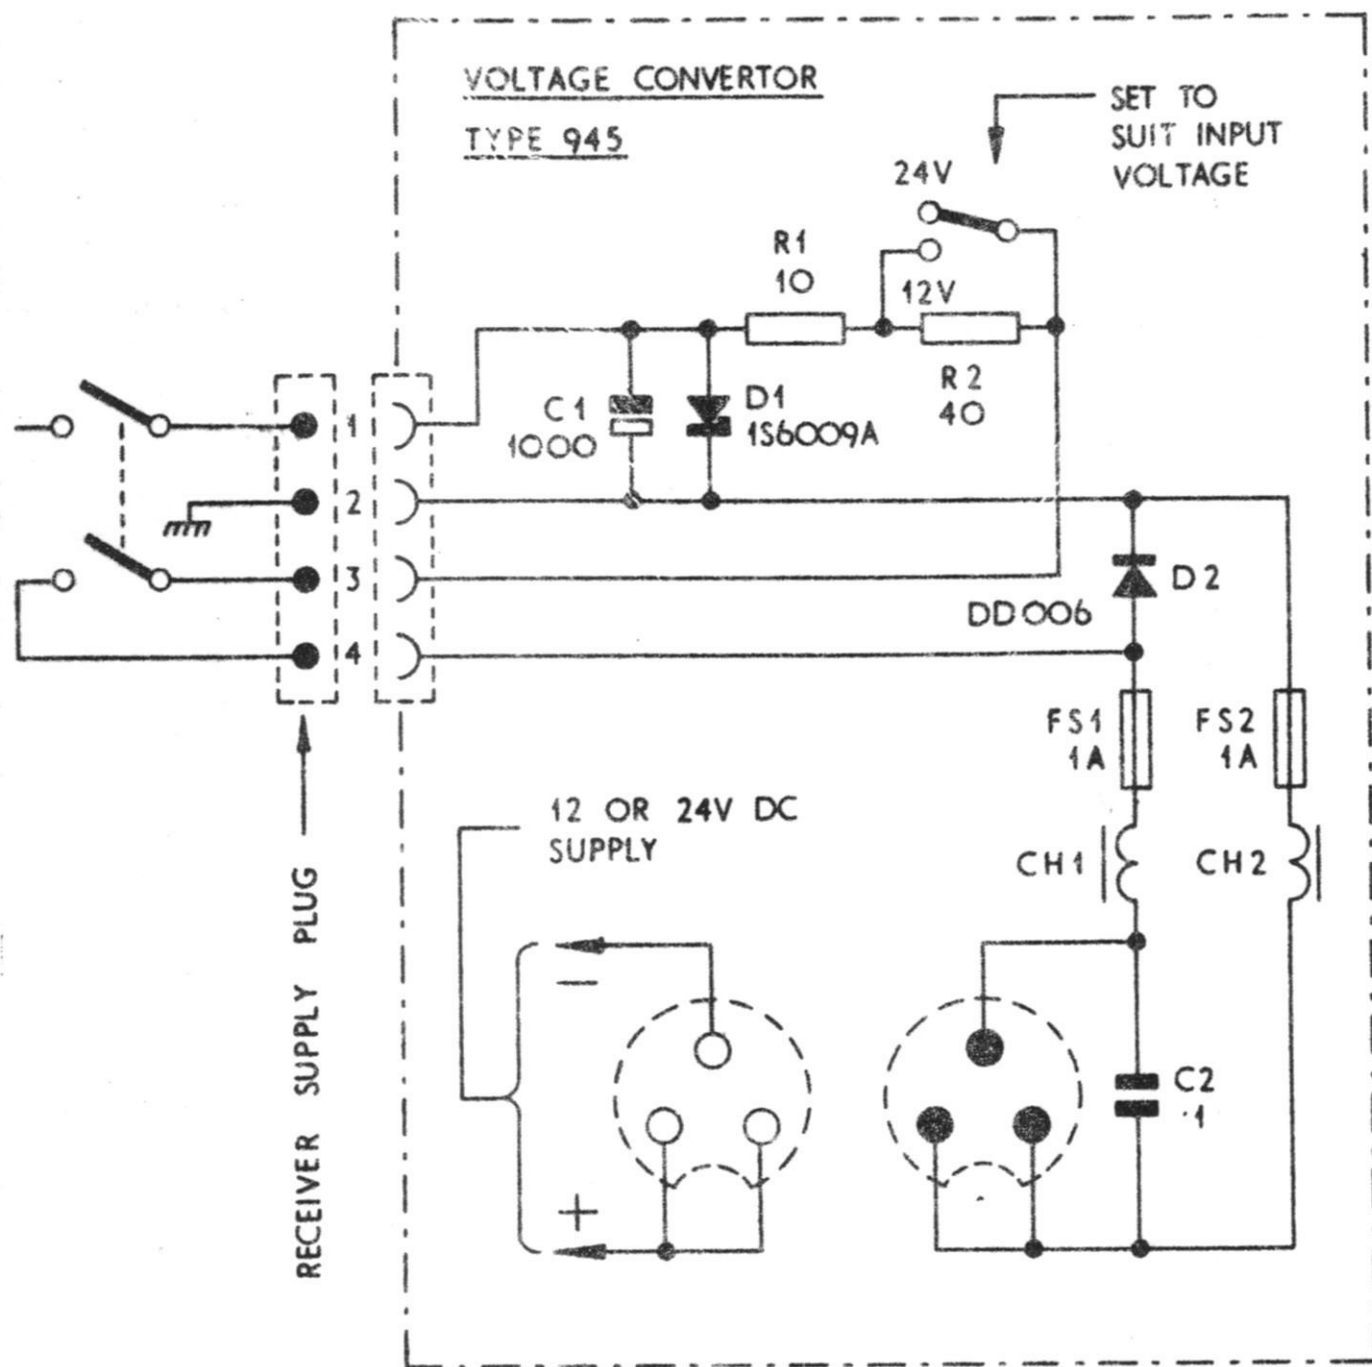 VOLTAGE CONVERTOR
TYPE 945
SET TO
SUIT INPUT
VOLTAGE
24V
R1
10
12V
R2
40
C1
1000
D1
1S6009A
1
2
3
4
D2
DD006
FS1
1A
FS2
1A
12 OR 24V DC
SUPPLY
CH1
CH2
RECEIVER SUPPLY PLUG
−
C2
·1
+